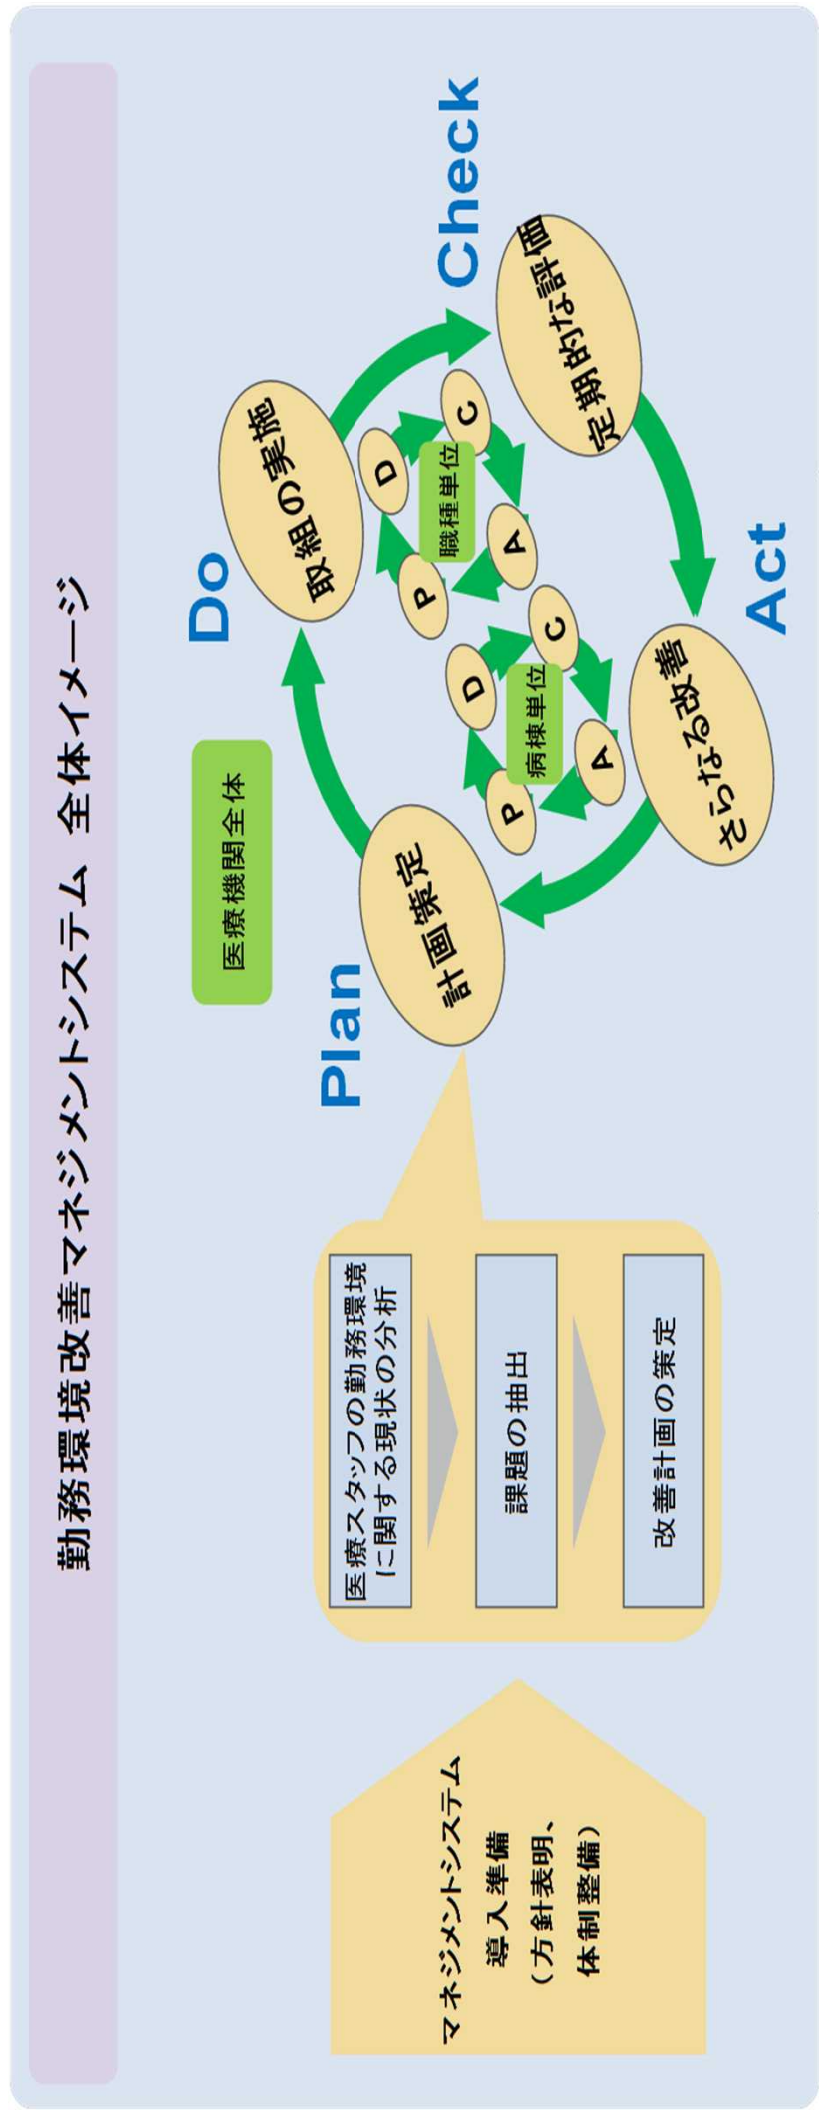 勤務環境改善マネジメントシステム 全体イメージ
マネジメントシステム
導入準備
（方針表明、
体制整備）
医療スタッフの勤務環境
に関する現状の分析
課題の抽出
改善計画の策定
医療機関全体
Plan
計画策定
Do
取組の実施
Check
定期的な評価
Act
さらなる改善
病棟単位
P
D
C
A
職種単位
P
D
C
A